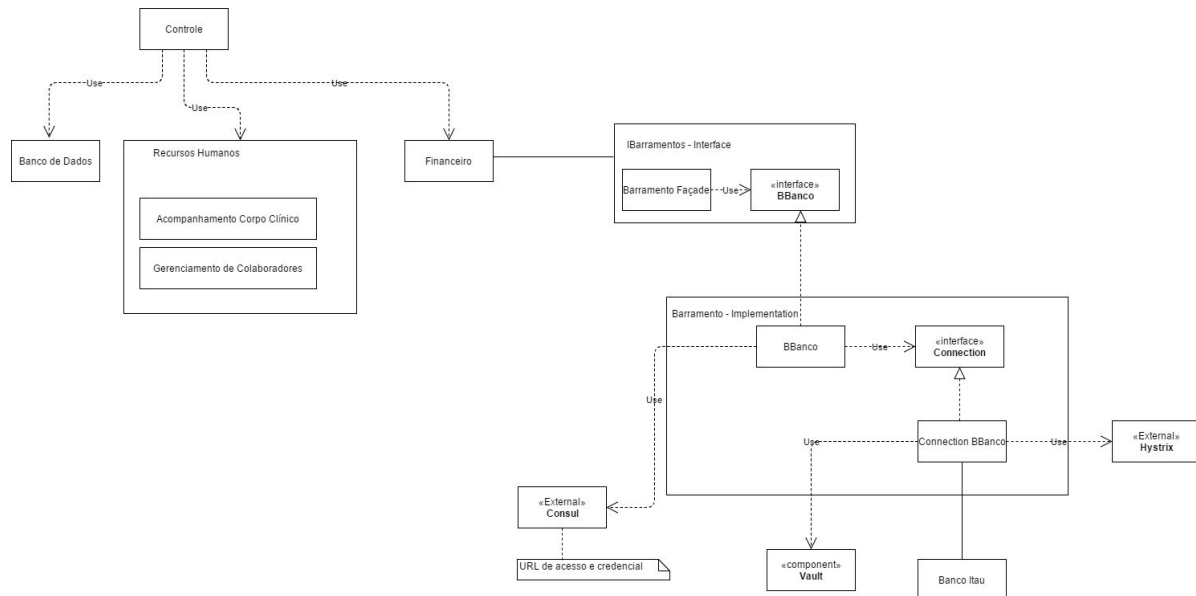 Controle
Use
Use
Use
Banco de Dados
Recursos Humanos
Acompanhamento Corpo Clínico
Gerenciamento de Colaboradores
Financeiro
IBarramentos - Interface
Barramento Façade
Use
«interface»
BBanco
Barramento - Implementation
BBanco
Use
«interface»
Connection
Use
Connection BBanco
Use
Use
«External»
Hystrix
«External»
Consul
URL de acesso e credencial
«component»
Vault
Banco Itau